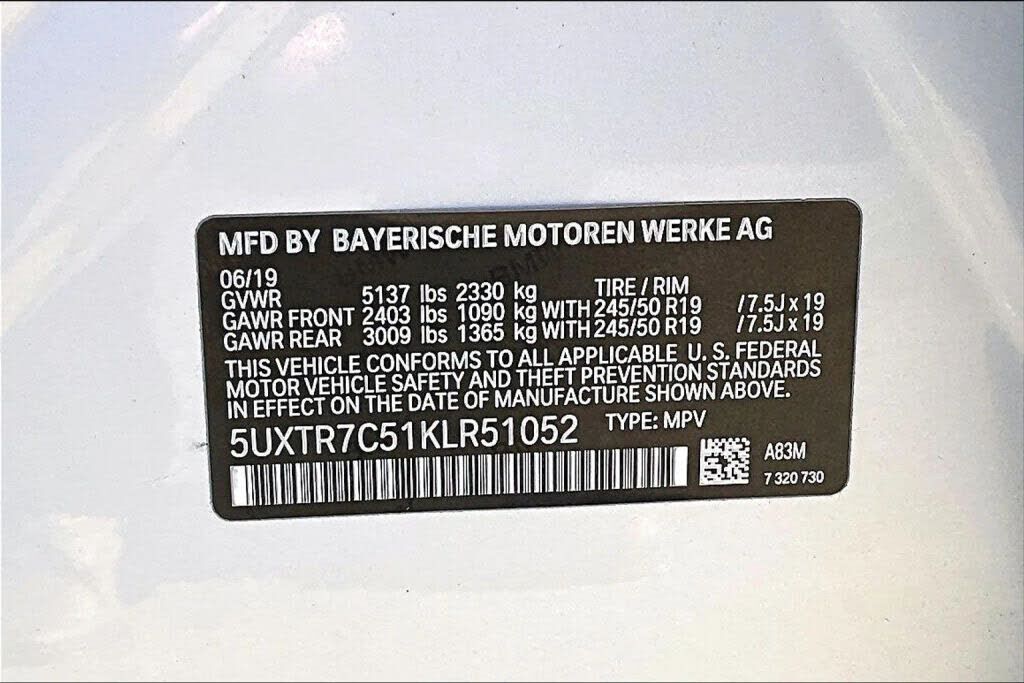 MFD BY BAYERISCHE MOTOREN WERKE AG
06/19 TIRE / RIM
GVWR 5137 lbs 2330 kg
GAWR FRONT 2403 lbs 1090 kg WITH 245/50 R19 /7.5J x 19
GAWR REAR 3009 lbs 1365 kg WITH 245/50 R19 /7.5J x 19
THIS VEHICLE CONFORMS TO ALL APPLICABLE U. S. FEDERAL
MOTOR VEHICLE SAFETY AND THEFT PREVENTION STANDARDS
IN EFFECT ON THE DATE OF MANUFACTURE SHOWN ABOVE.
5UXTR7C51KLR51052 TYPE: MPV
A83M
7 320 730